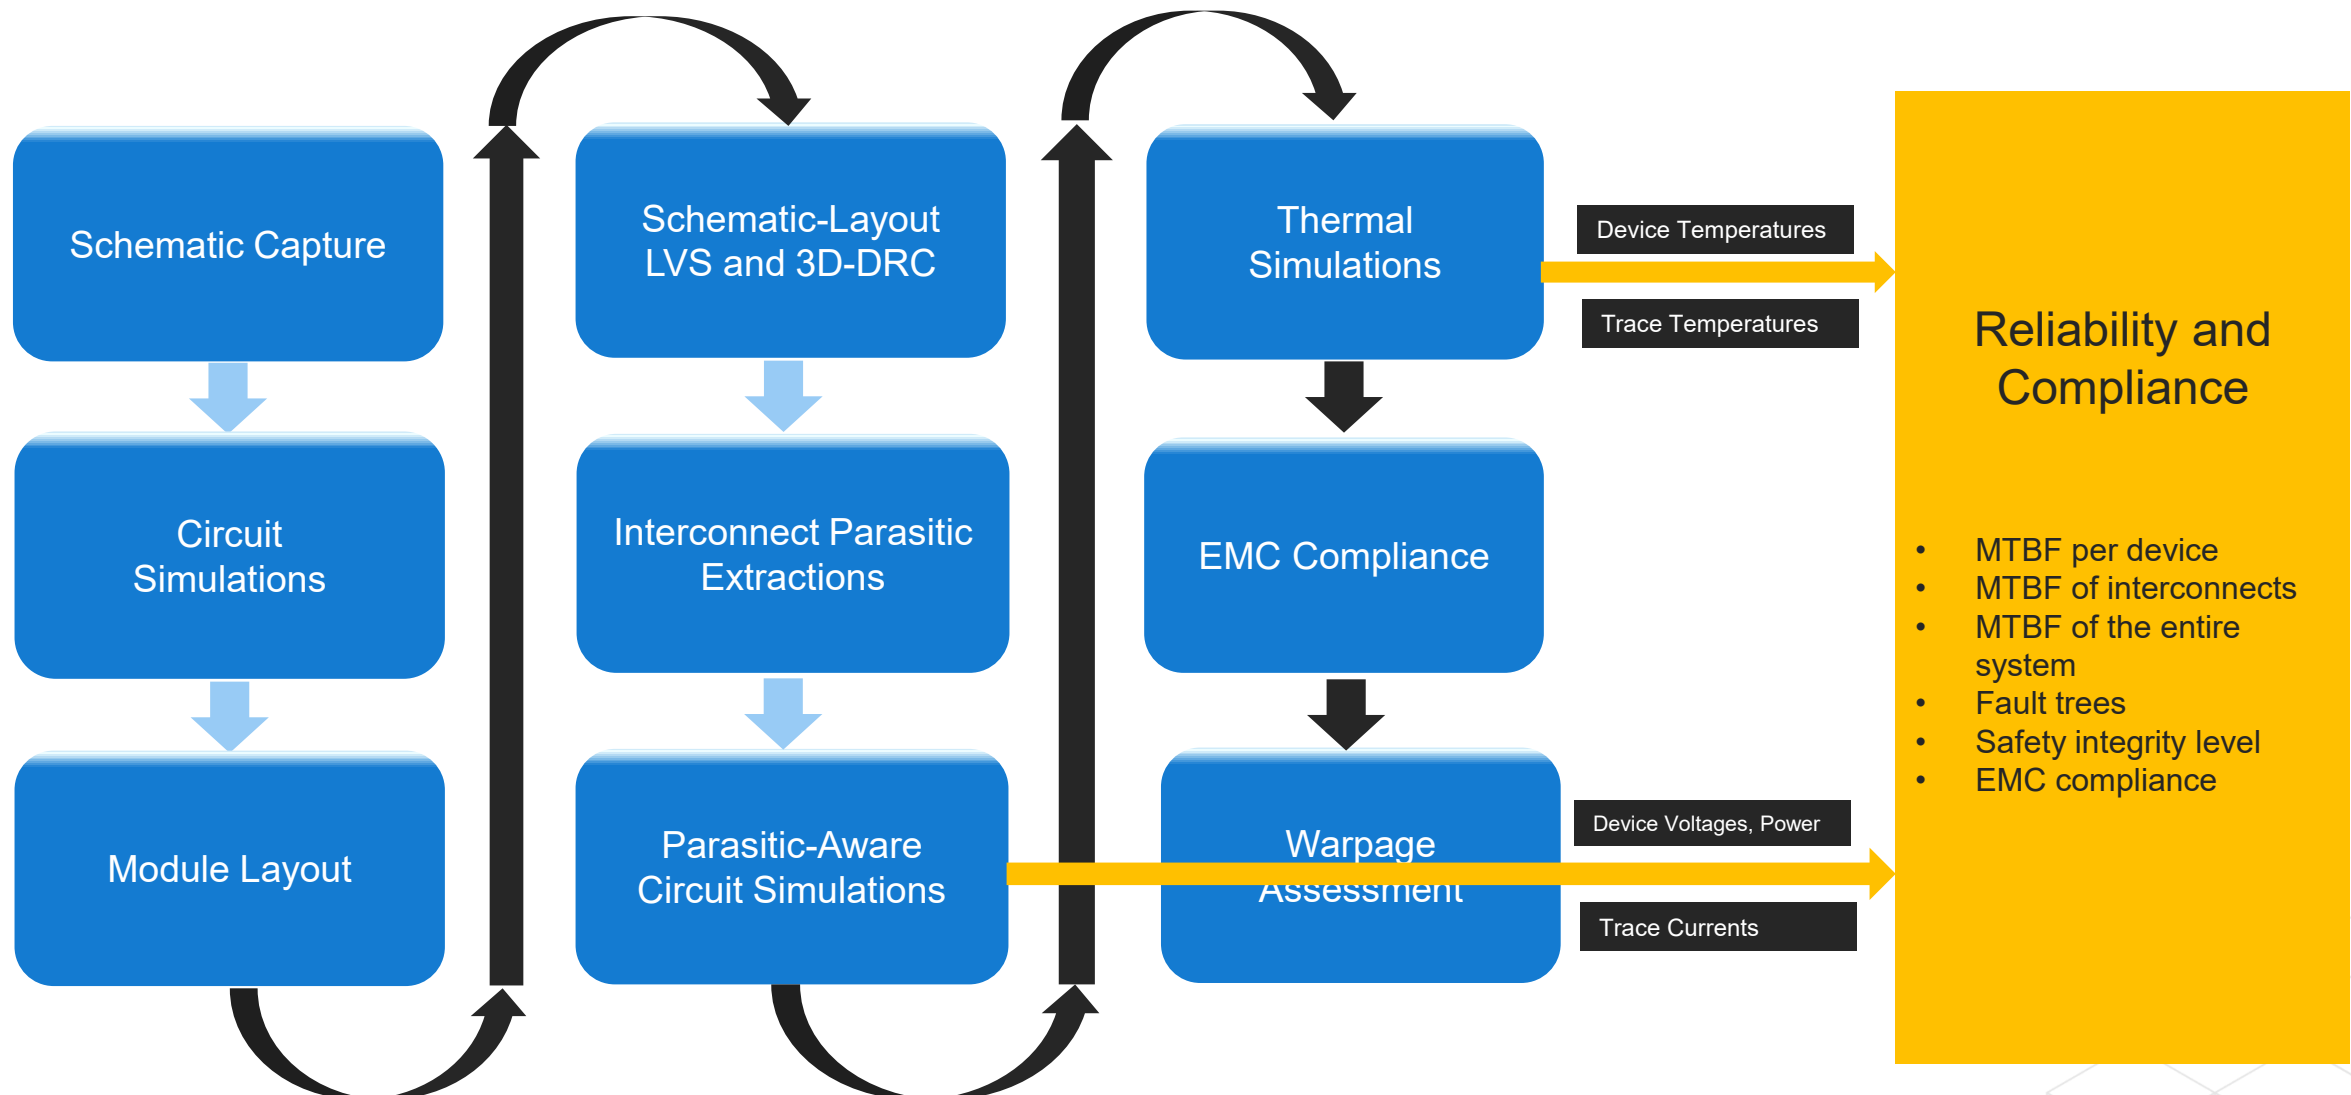 Schematic Capture
Circuit
Simulations
Module Layout
Schematic-Layout
LVS and 3D-DRC
Interconnect Parasitic
Extractions
Parasitic-Aware
Circuit Simulations
Thermal
Simulations
EMC Compliance
Warpage
Assessment
Device Temperatures
Trace Temperatures
Device Voltages, Power
Trace Currents
Reliability and
Compliance
• MTBF per device
• MTBF of interconnects
• MTBF of the entire
system
• Fault trees
• Safety integrity level
• EMC compliance